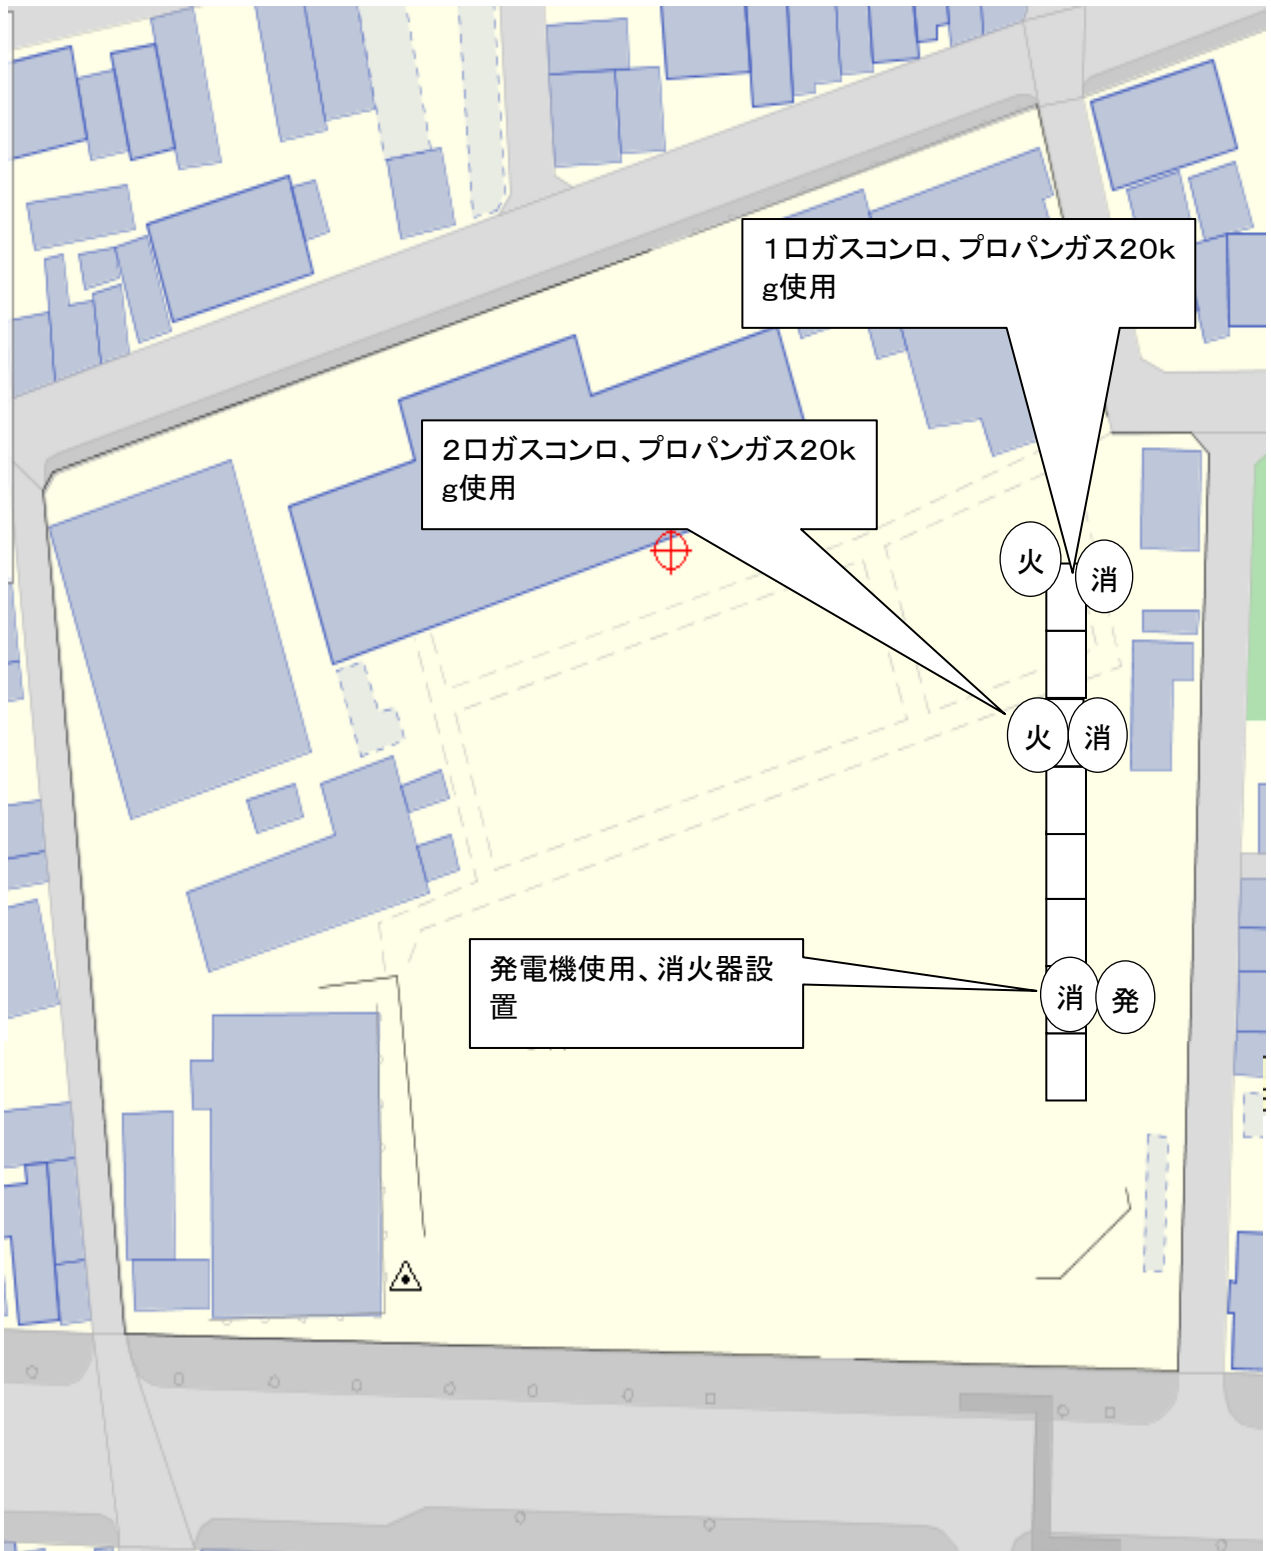 1口ガスコンロ、プロパンガス20k
g使用
2口ガスコンロ、プロパンガス20k
g使用
火
消
火
消
発電機使用、消火器設
置
消
発